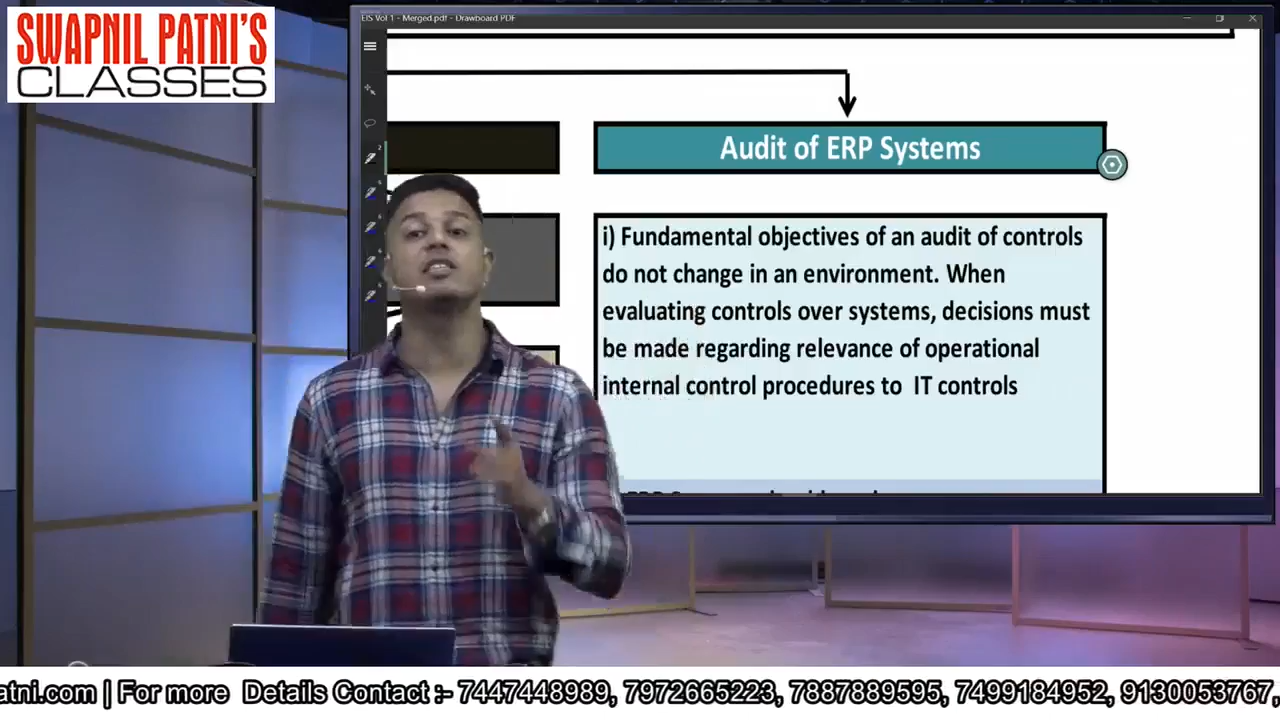 SWAPNIL PATNI'S
CLASSES
EIS Vol 1 - Merged.pdf - Drawboard PDF
Audit of ERP Systems
i) Fundamental objectives of an audit of controls
do not change in an environment. When
evaluating controls over systems, decisions must
be made regarding relevance of operational
internal control procedures to IT controls
atni.com | For more Details Contact :- 7447448989, 7972665223, 7887889595, 7499184952, 9130053767,